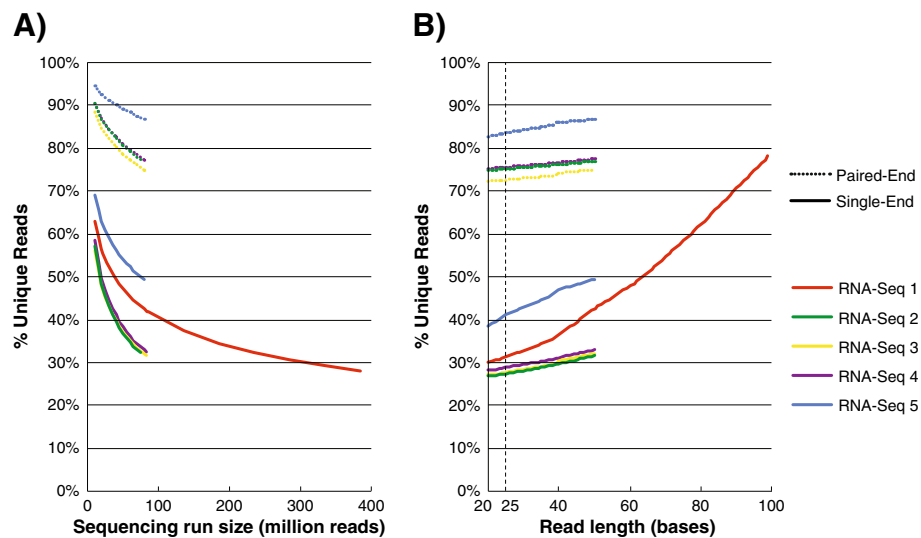 A)
B)
100%
90%
80%
70%
60%
50%
40%
30%
20%
10%
0%
% Unique Reads
0
100
200
300
400
Sequencing run size (million reads)
100%
90%
80%
70%
60%
50%
40%
30%
20%
10%
0%
% Unique Reads
20
25
40
60
80
100
Read length (bases)
Paired-End
Single-End
RNA-Seq 1
RNA-Seq 2
RNA-Seq 3
RNA-Seq 4
RNA-Seq 5